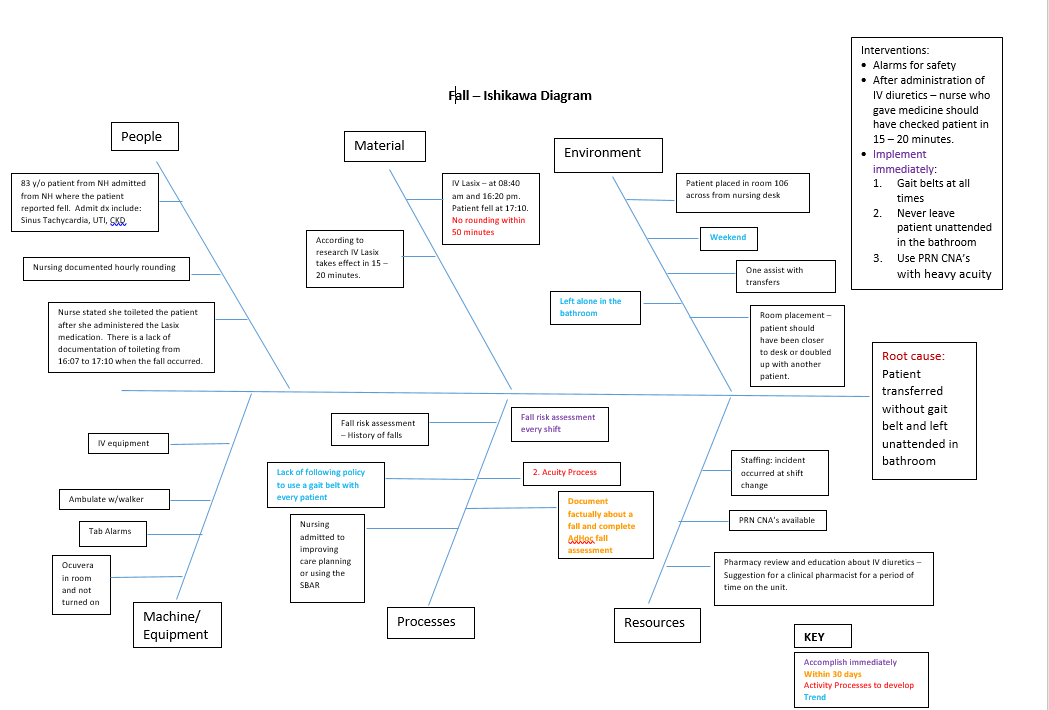 Fall – Ishikawa Diagram
Interventions:
• Alarms for safety
• After administration of
IV diuretics – nurse who
gave medicine should
have checked patient in
15 – 20 minutes.
• Implement
immediately:
1. Gait belts at all
times
2. Never leave
patient unattended
in the bathroom
3. Use PRN CNA's
with heavy acuity
People
83 y/o patient from NH admitted
from NH where the patient
reported fell. Admit dx include:
Sinus Tachycardia, UTI, CKD
Nursing documented hourly rounding
Nurse stated she toileted the patient
after she administered the Lasix
medication. There is a lack of
documentation of toileting from
16:07 to 17:10 when the fall occurred.
Material
IV Lasix – at 08:40
am and 16:20 pm.
Patient fell at 17:10.
No rounding within
50 minutes
According to
research IV Lasix
takes effect in 15 –
20 minutes.
Environment
Patient placed in room 106
across from nursing desk
Weekend
One assist with
transfers
Left alone in the
bathroom
Room placement –
patient should
have been closer
to desk or doubled
up with another
patient.
Root cause:
Patient
transferred
without gait
belt and left
unattended in
bathroom
IV equipment
Ambulate w/walker
Tab Alarms
Ocuvera
in room
and not
turned on
Machine/
Equipment
Fall risk assessment
– History of falls
Fall risk assessment
every shift
Lack of following policy
to use a gait belt with
every patient
2. Acuity Process
Document
factually about a
fall and complete
AdHoc fall
assessment
Nursing
admitted to
improving
care planning
or using the
SBAR
Processes
Staffing: incident
occurred at shift
change
PRN CNA's available
Pharmacy review and education about IV diuretics –
Suggestion for a clinical pharmacist for a period of
time on the unit.
Resources
KEY
Accomplish immediately
Within 30 days
Activity Processes to develop
Trend